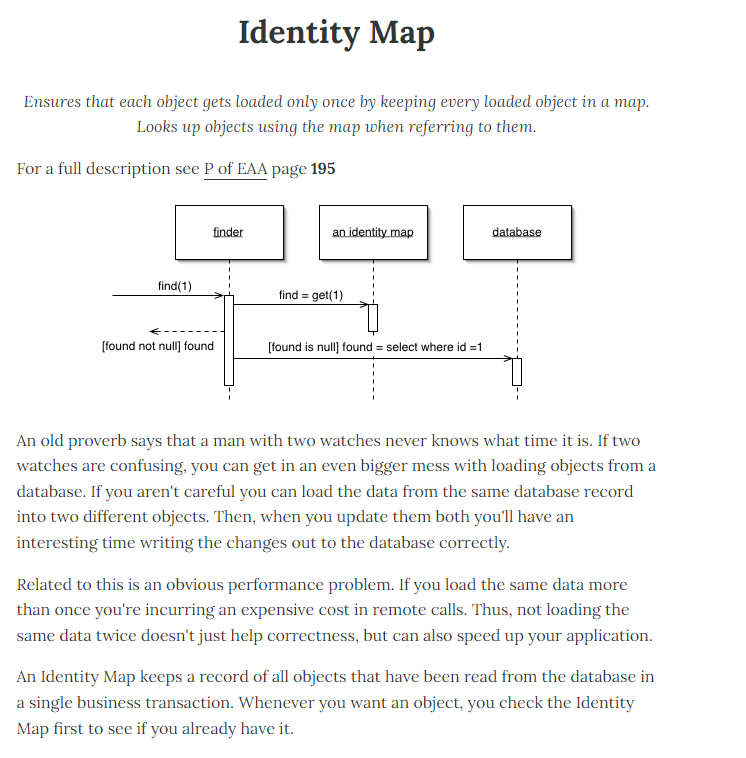 Identity Map
Ensures that each object gets loaded only once by keeping every loaded object in a map.
Looks up objects using the map when referring to them.
For a full description see P of EAA page 195
finder
an identity map
database
find(1)
find = get(1)
[found not null] found
[found is null] found = select where id =1
An old proverb says that a man with two watches never knows what time it is. If two
watches are confusing, you can get in an even bigger mess with loading objects from a
database. If you aren't careful you can load the data from the same database record
into two different objects. Then, when you update them both you'll have an
interesting time writing the changes out to the database correctly.
Related to this is an obvious performance problem. If you load the same data more
than once you're incurring an expensive cost in remote calls. Thus, not loading the
same data twice doesn't just help correctness, but can also speed up your application.
An Identity Map keeps a record of all objects that have been read from the database in
a single business transaction. Whenever you want an object, you check the Identity
Map first to see if you already have it.